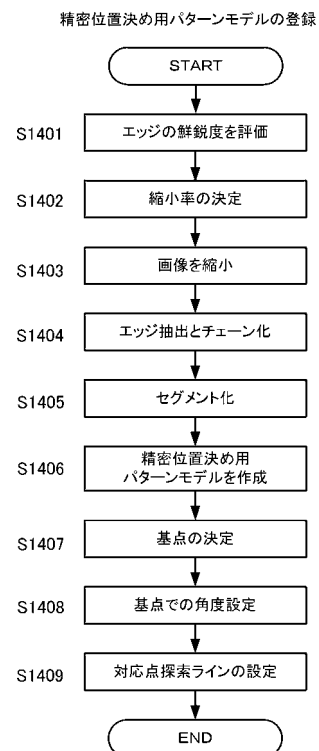 精密位置決め用パターンモデルの登録
START
S1401
エッジの鮮鋭度を評価
S1402
縮小率の決定
S1403
画像を縮小
S1404
エッジ抽出とチェーン化
S1405
セグメント化
S1406
精密位置決め用
パターンモデルを作成
S1407
基点の決定
S1408
基点での角度設定
S1409
対応点探索ラインの設定
END